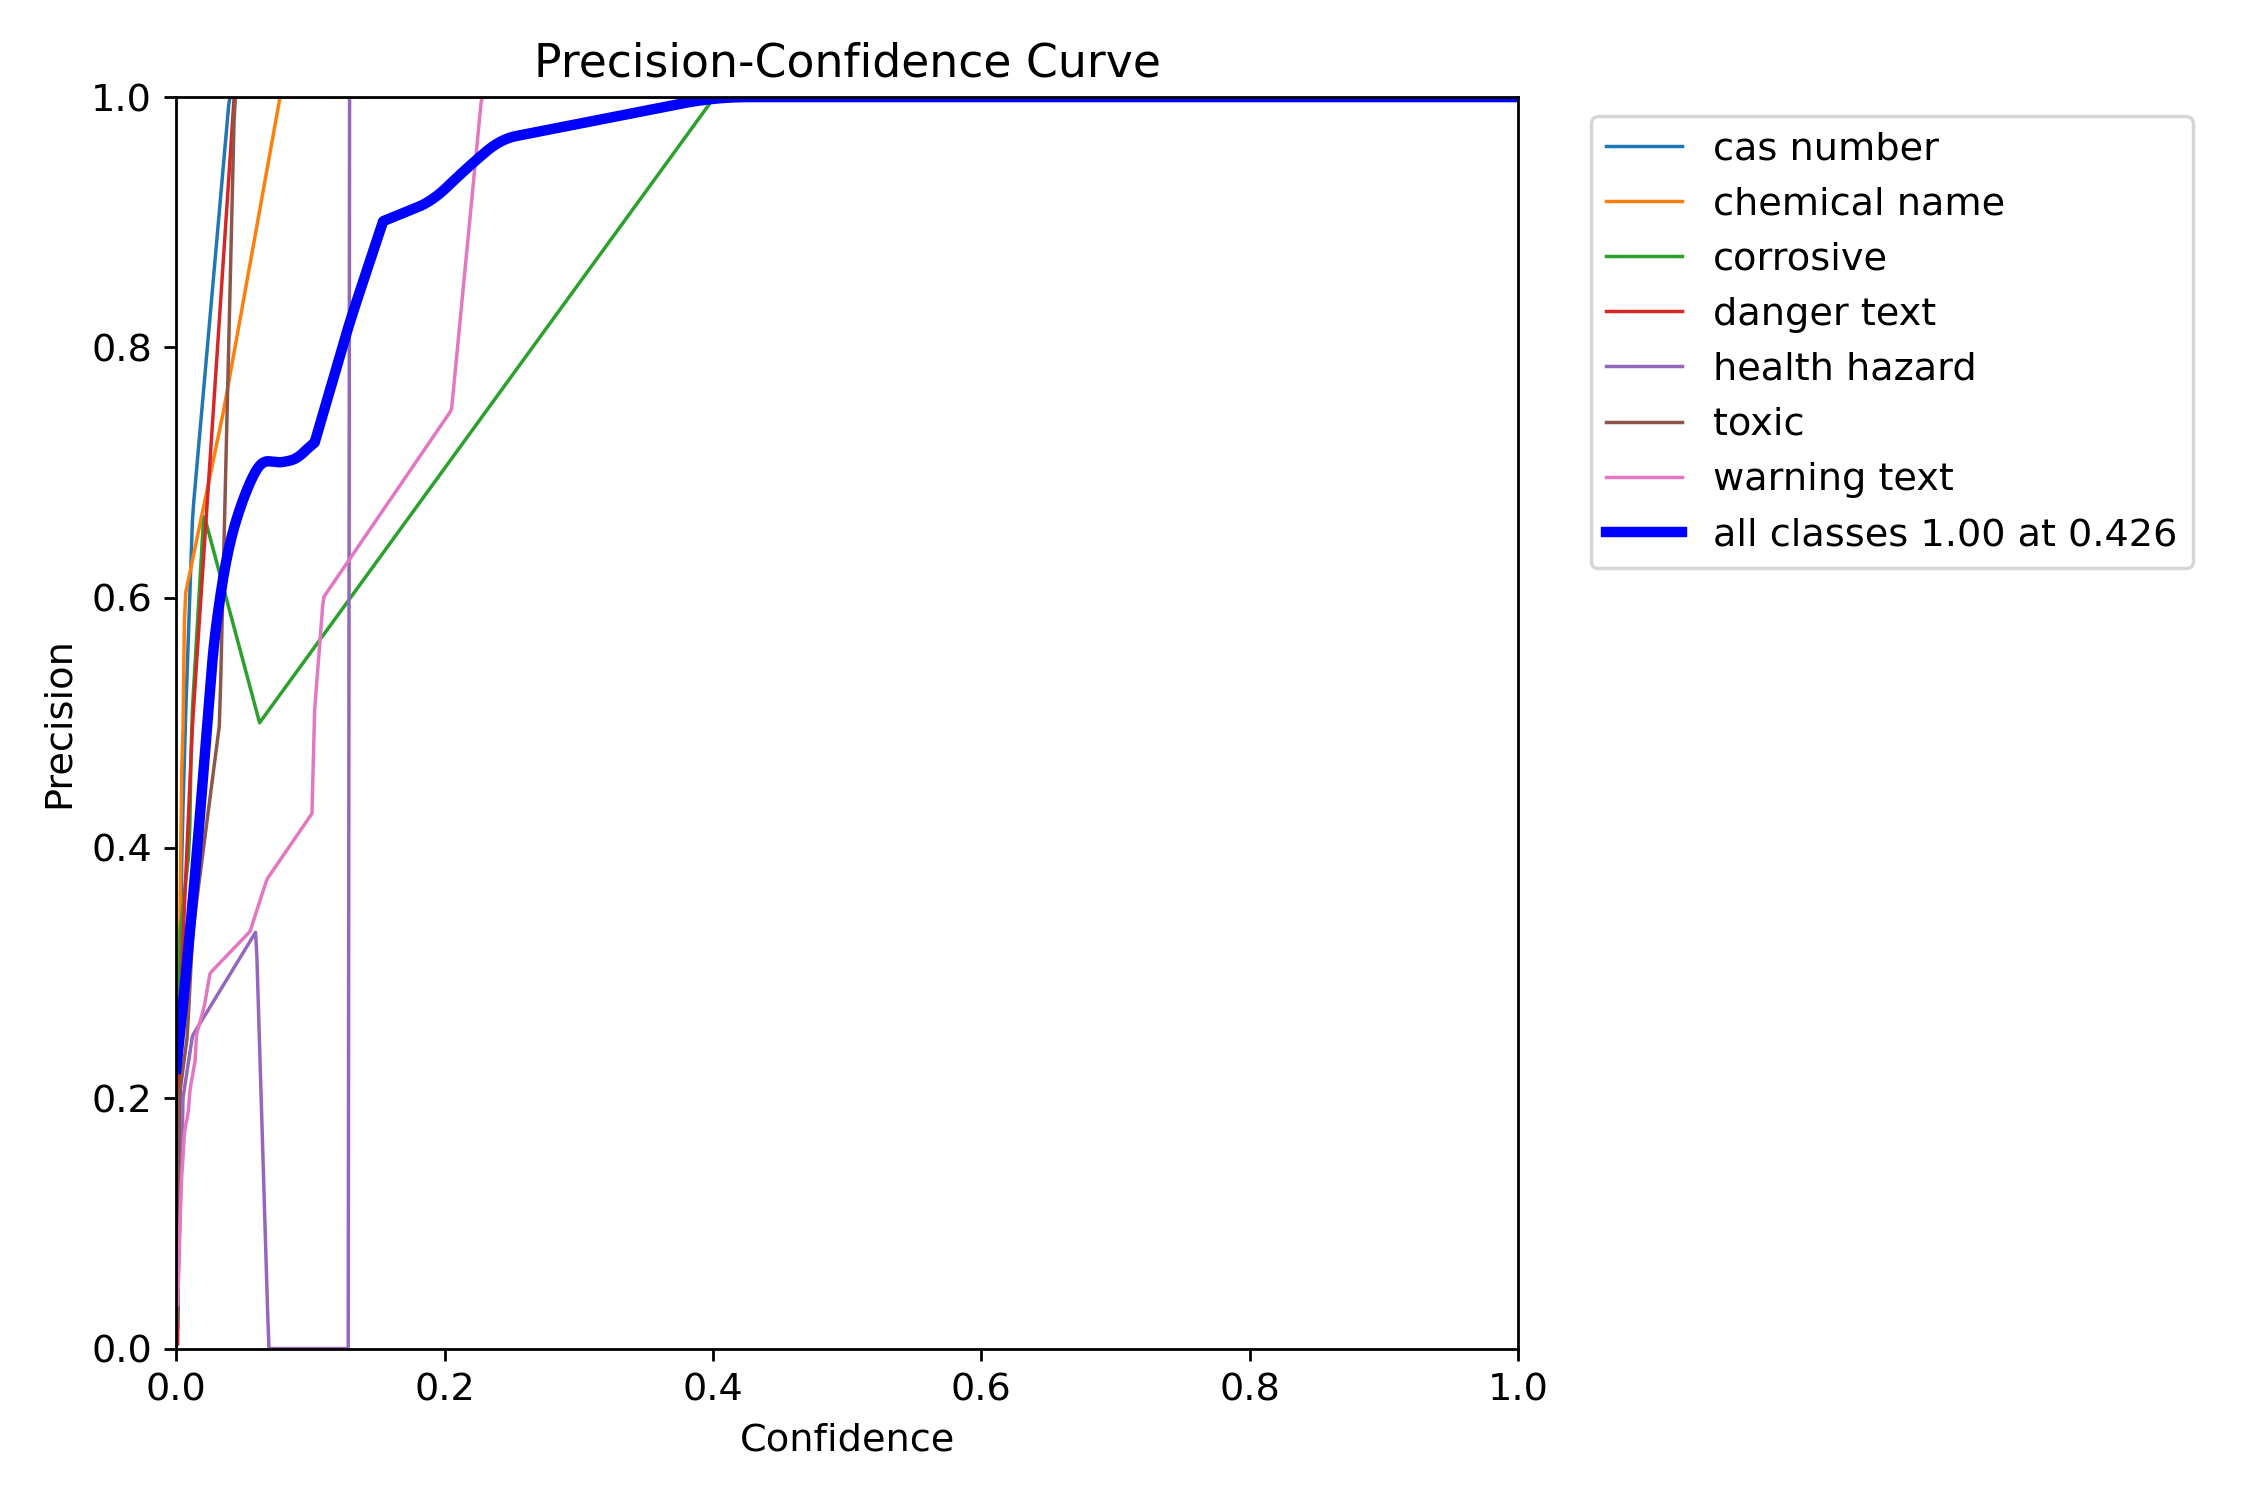 Precision-Confidence Curve
1.0
0.8
0.6
0.4
0.2
0.0
Precision
0.0 0.2 0.4 0.6 0.8 1.0
Confidence
cas number
chemical name
corrosive
danger text
health hazard
toxic
warning text
all classes 1.00 at 0.426